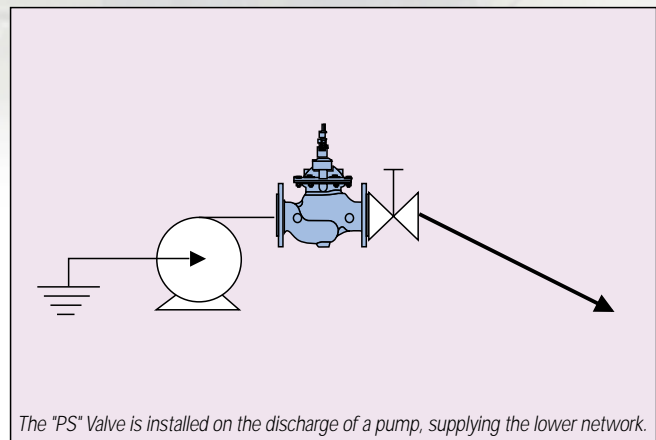 The "PS" Valve is installed on the discharge of a pump, supplying the lower network.